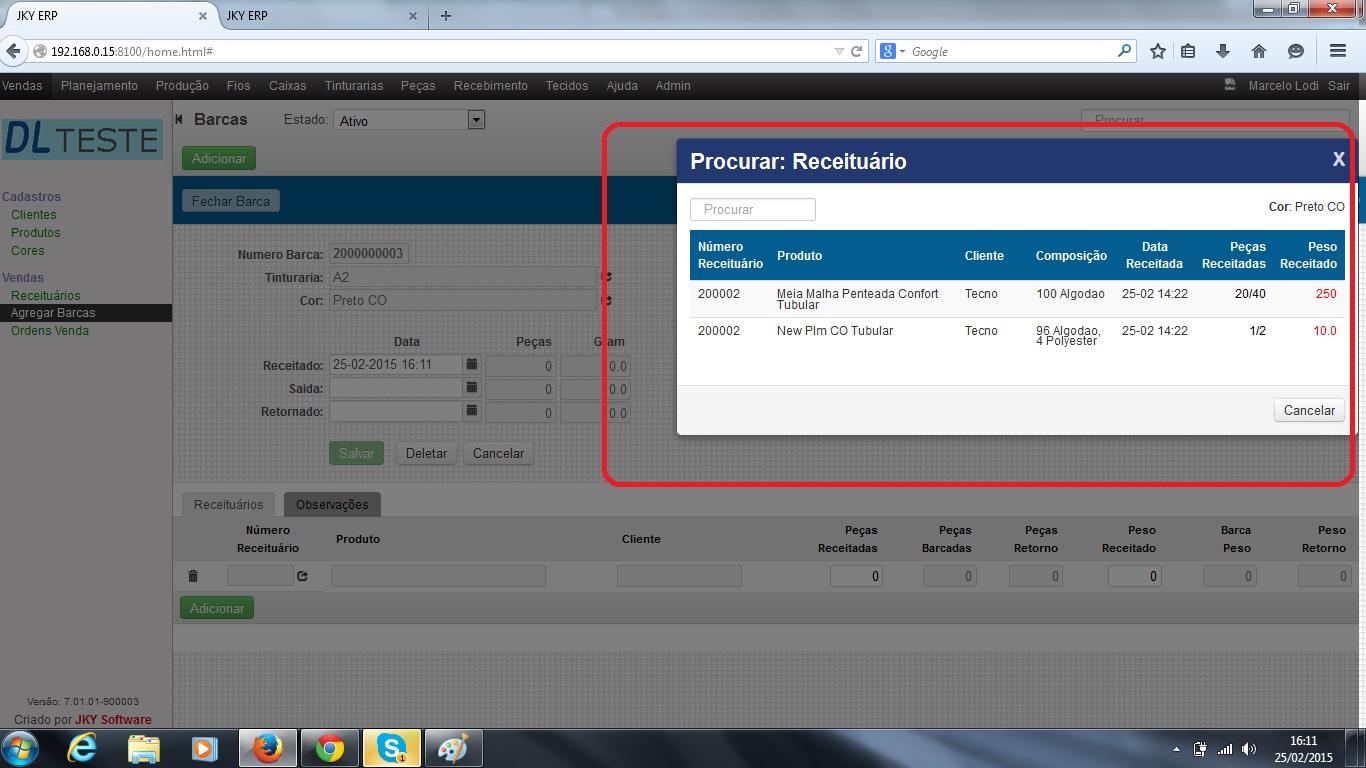 JKY ERP
JKY ERP
192.168.0.15:8100/home.html#
Google
Vendas Planejamento Produção Fios Caixas Tinturarias Peças Recebimento Tecidos Ajuda Admin Marcelo Lodi Sair
DL TESTE
Cadastros
Clientes
Produtos
Cores
Vendas
Receituários
Agregar Barcas
Ordens Venda
Versão: 7.01.01-900003
Criado por JKY Software
Barcas Estado: Ativo Procurar
Adicionar
Fechar Barca
Numero Barca: 2000000003
Tinturaria: A2
Cor: Preto CO
Data Peças
Receitado: 25-02-2015 16:11 0 0.0
Saida: 0 0.0
Retornado: 0 0.0
Salvar Deletar Cancelar
Procurar: Receituário X
Procurar Cor: Preto CO
Número Receituário Produto Cliente Composição Data Receitada Peças Receitadas Peso Receitado
200002 Meia Malha Penteada Confort Tubular Tecno 100 Algodao 25-02 14:22 20/40 250
200002 New Plm CO Tubular Tecno 96 Algodao, 4 Polyester 25-02 14:22 1/2 10.0
Cancelar
Receituários Observações
Número Receituário Produto Cliente Peças Receitadas Peças Barcadas Peças Retorno Peso Receitado Barca Peso Peso Retorno
0 0 0 0 0 0
Adicionar
16:11
25/02/2015